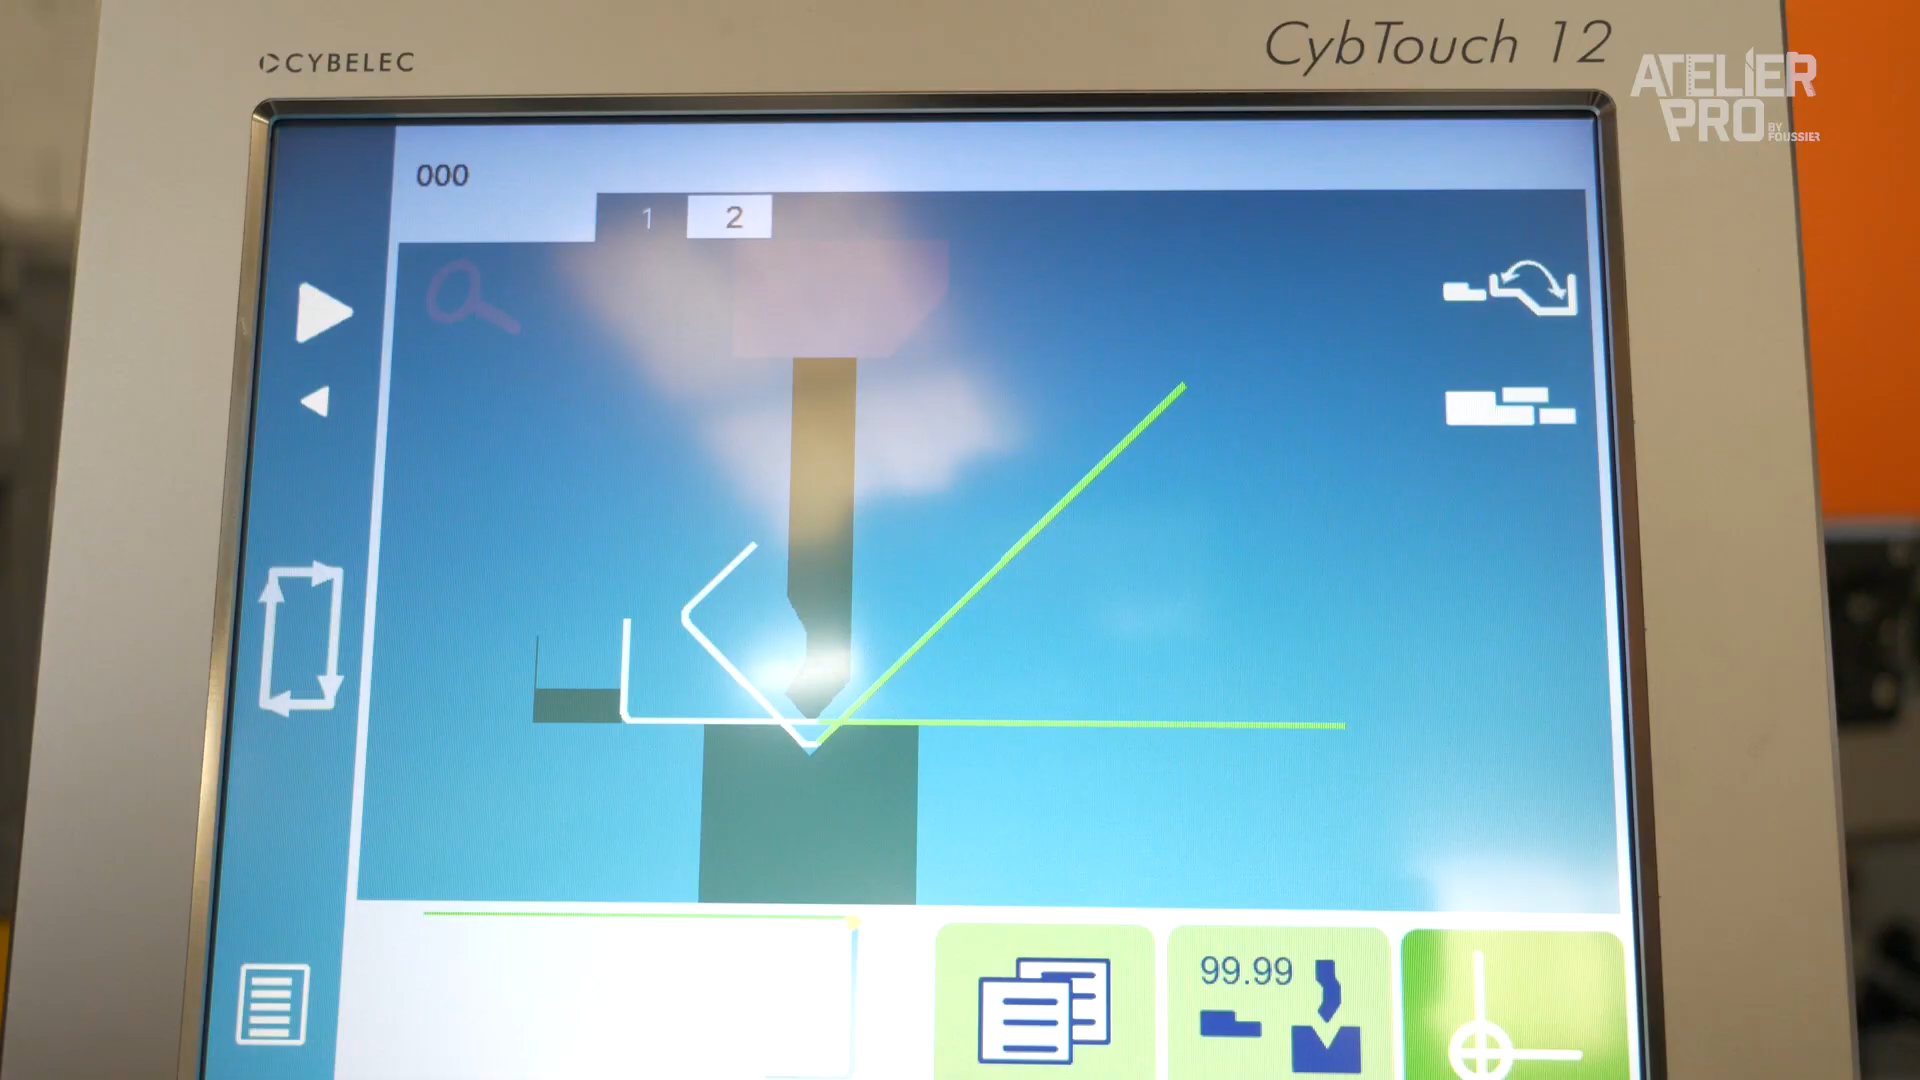 CYBELEC
CybTouch 12
ATELIER
PRO BY FOUSSIER
000
1
2
99.99